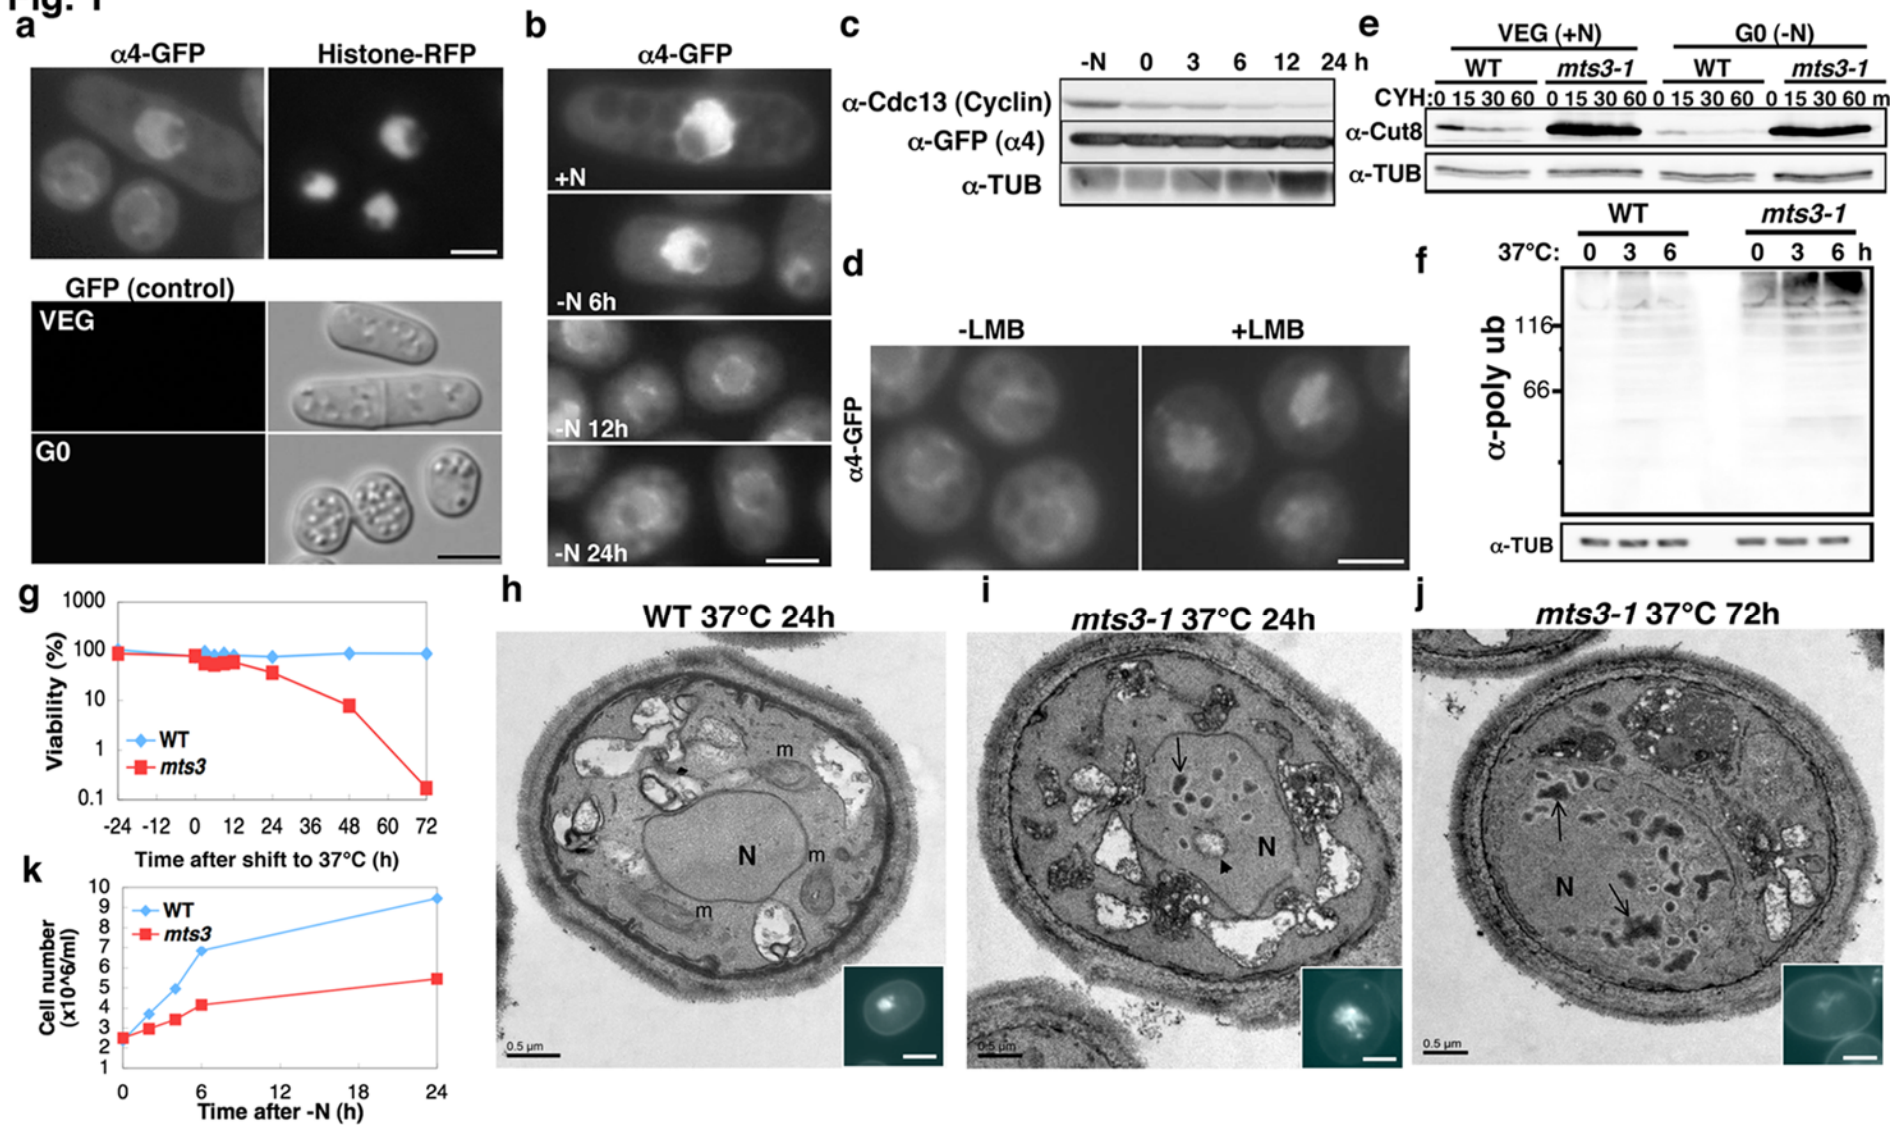 Fig. 1
a
α4-GFP
Histone-RFP
GFP (control)
VEG
G0
b
α4-GFP
+N
-N 6h
-N 12h
-N 24h
c
-N 0 3 6 12 24 h
α-Cdc13 (Cyclin)
α-GFP (α4)
α-TUB
d
-LMB
+LMB
α4-GFP
e
VEG (+N)
G0 (-N)
WT
mts3-1
WT
mts3-1
CYH:0 15 30 60 0 15 30 60 0 15 30 60 0 15 30 60 m
α-Cut8
α-TUB
f
WT
mts3-1
37°C: 0 3 6 0 3 6 h
116
66
α-poly ub
α-TUB
g
1000
100
10
1
0.1
Viability (%)
WT
mts3
-24 -12 0 12 24 36 48 60 72
Time after shift to 37°C (h)
h
WT 37°C 24h
m
m
N
m
0.5 µm
i
mts3-1 37°C 24h
N
0.5 µm
j
mts3-1 37°C 72h
N
0.5 µm
k
10
9
8
7
6
5
4
3
2
1
Cell number
(x10^6/ml)
WT
mts3
0 6 12 18 24
Time after -N (h)